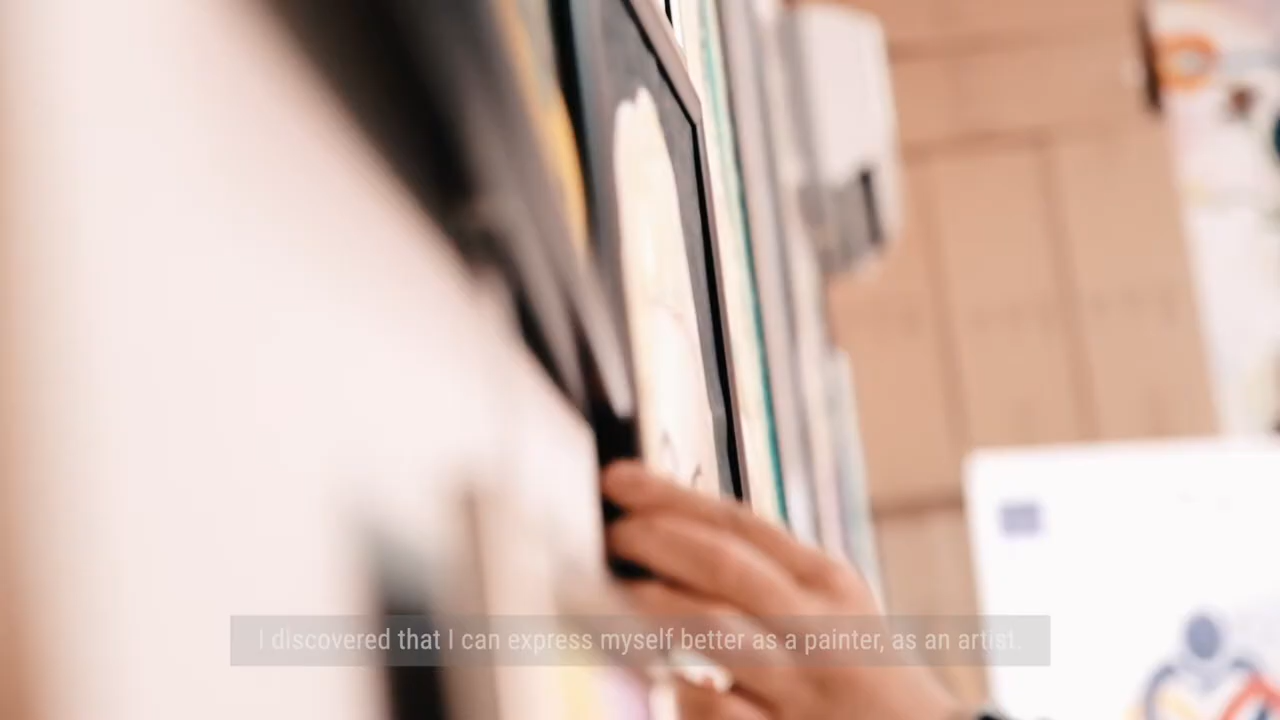 I discovered that I can express myself better as a painter, as an artist.